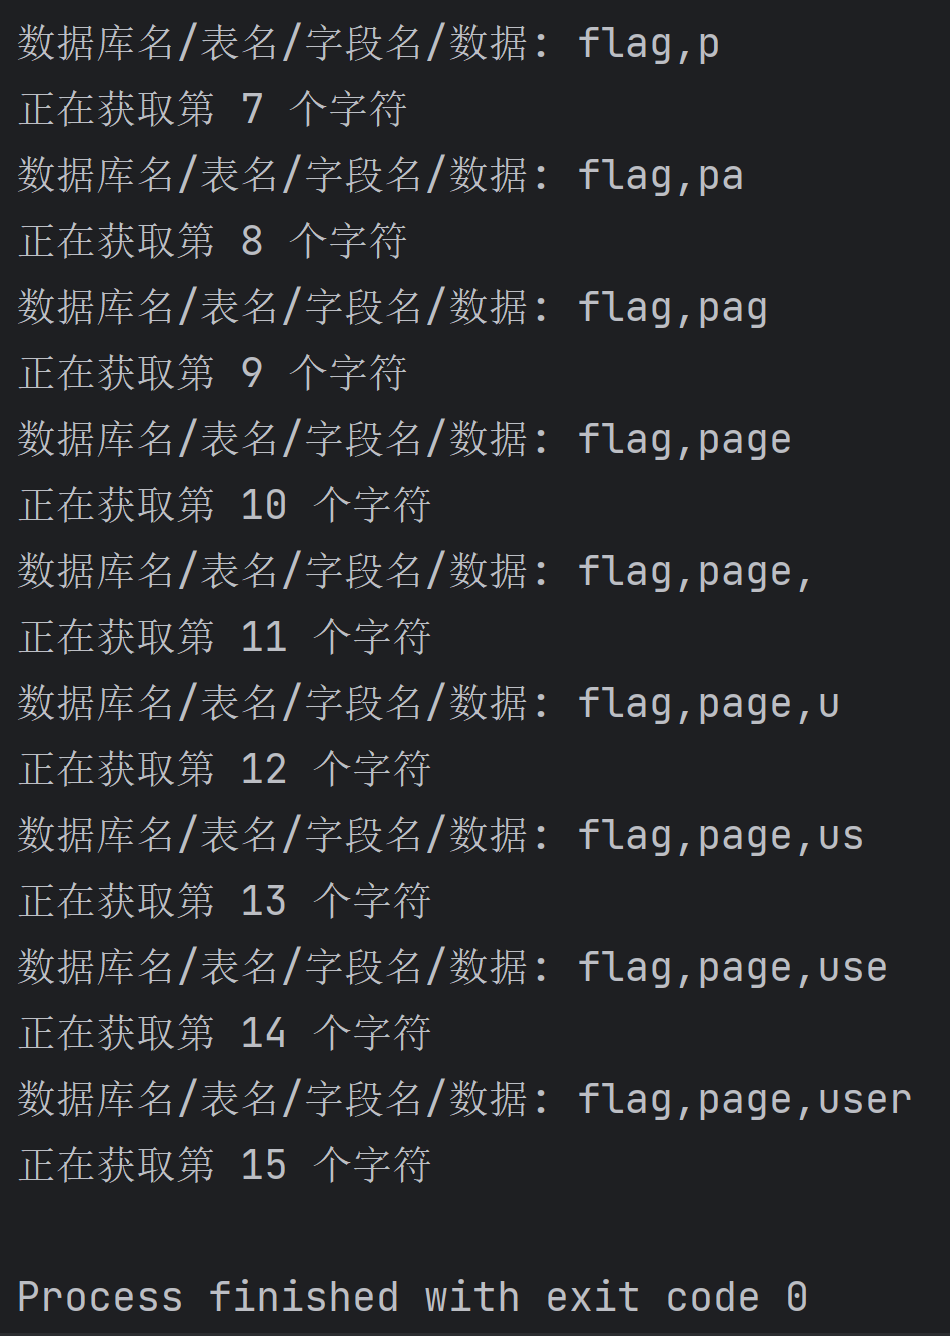 数据库名/表名/字段名/数据: flag,p
正在获取第 7 个字符
数据库名/表名/字段名/数据: flag,pa
正在获取第 8 个字符
数据库名/表名/字段名/数据: flag,pag
正在获取第 9 个字符
数据库名/表名/字段名/数据: flag,page
正在获取第 10 个字符
数据库名/表名/字段名/数据: flag,page,
正在获取第 11 个字符
数据库名/表名/字段名/数据: flag,page,u
正在获取第 12 个字符
数据库名/表名/字段名/数据: flag,page,us
正在获取第 13 个字符
数据库名/表名/字段名/数据: flag,page,use
正在获取第 14 个字符
数据库名/表名/字段名/数据: flag,page,user
正在获取第 15 个字符
Process finished with exit code 0